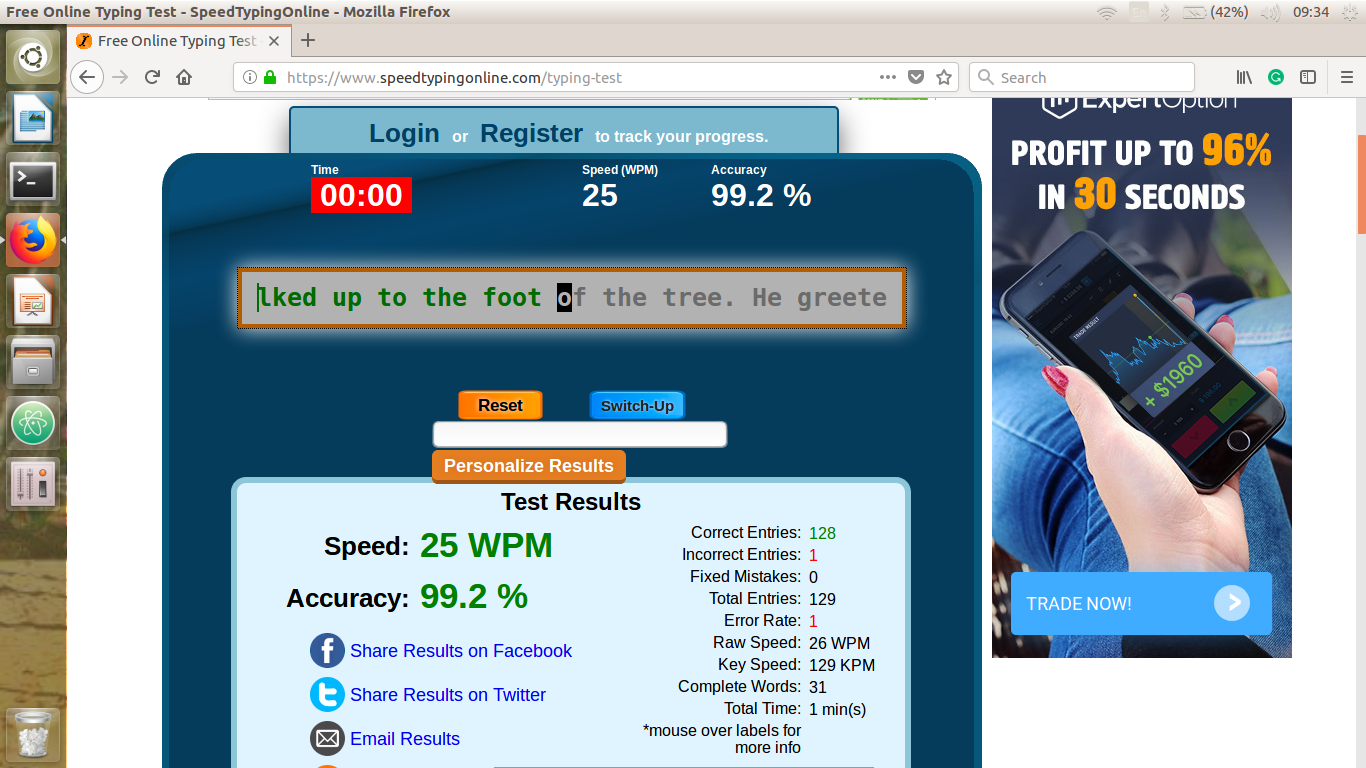 Free Online Typing Test - SpeedTypingOnline - Mozilla Firefox
(42%) 09:34
Free Online Typing Test
https://www.speedtypingonline.com/typing-test
Search
Login or Register to track your progress.
Time Speed (WPM) Accuracy
00:00 25 99.2 %
lked up to the foot of the tree. He greete
Reset Switch-Up
Personalize Results
Test Results
Speed: 25 WPM
Accuracy: 99.2 %
Share Results on Facebook
Share Results on Twitter
Email Results
Correct Entries: 128
Incorrect Entries: 1
Fixed Mistakes: 0
Total Entries: 129
Error Rate: 1
Raw Speed: 26 WPM
Key Speed: 129 KPM
Complete Words: 31
Total Time: 1 min(s)
*mouse over labels for
more info
ExpertOption
PROFIT UP TO 96%
IN 30 SECONDS
TRADE RESULT
+ $1960
TRADE NOW!